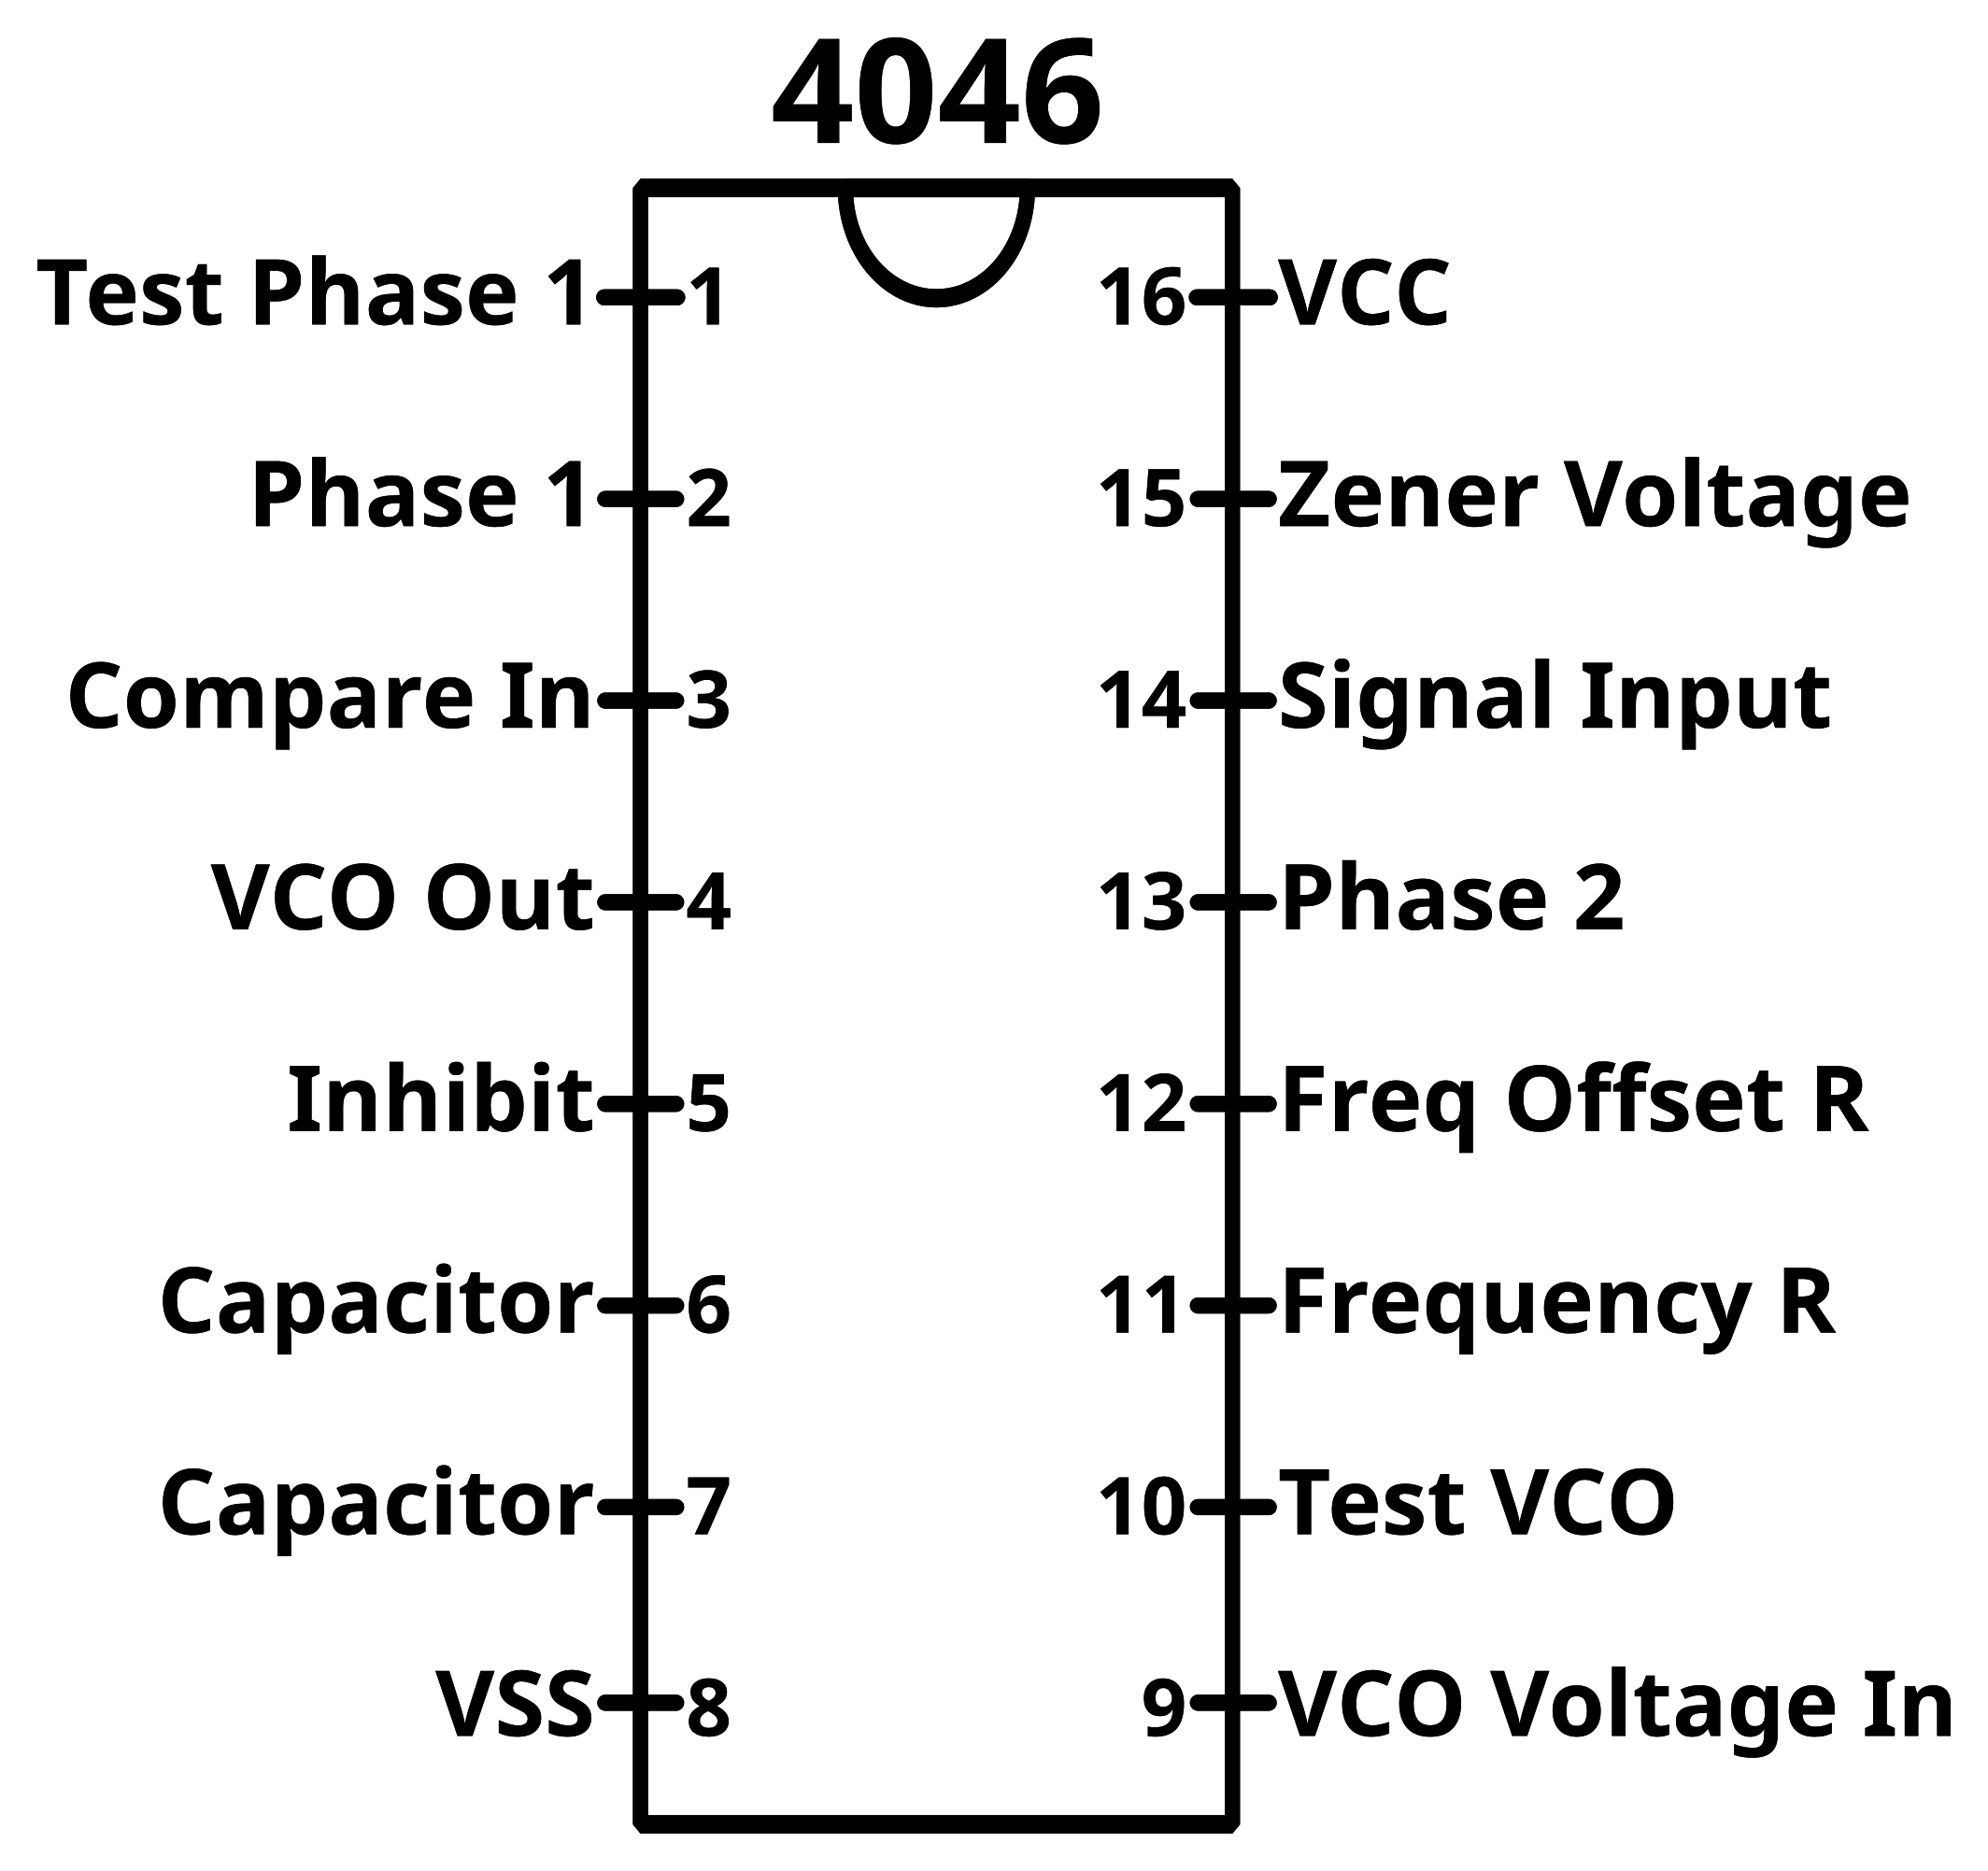 4046
Test Phase 1 1 16 VCC
Phase 1 2 15 Zener Voltage
Compare In 3 14 Signal Input
VCO Out 4 13 Phase 2
Inhibit 5 12 Freq Offset R
Capacitor 6 11 Frequency R
Capacitor 7 10 Test VCO
VSS 8 9 VCO Voltage In